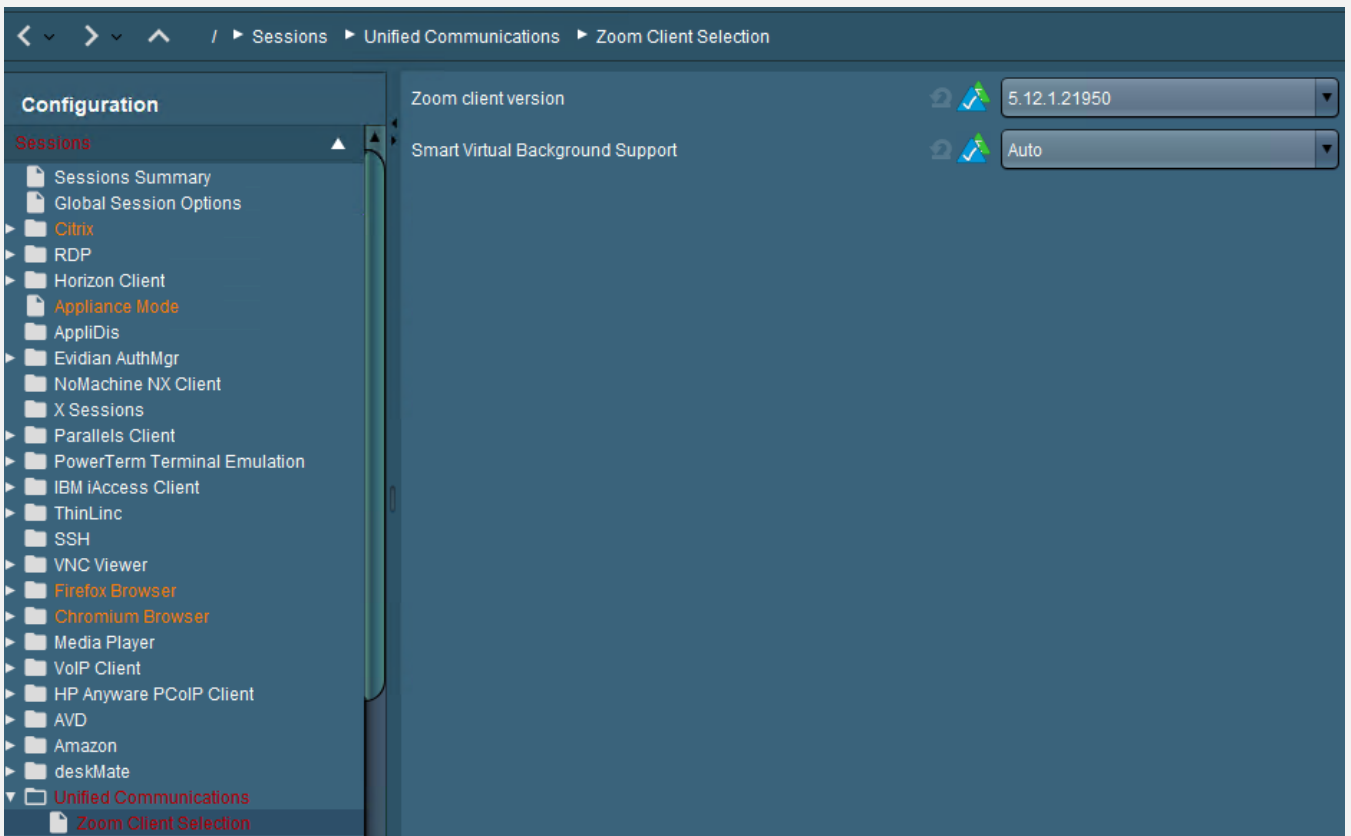 / Sessions Unified Communications Zoom Client Selection
Configuration
Sessions
Sessions Summary
Global Session Options
Citrix
RDP
Horizon Client
Appliance Mode
AppliDis
Evidian AuthMgr
NoMachine NX Client
X Sessions
Parallels Client
PowerTerm Terminal Emulation
IBM iAccess Client
ThinLinc
SSH
VNC Viewer
Firefox Browser
Chromium Browser
Media Player
VoIP Client
HP Anyware PCoIP Client
AVD
Amazon
deskMate
Unified Communications
Zoom Client Selection
Zoom client version 5.12.1.21950
Smart Virtual Background Support Auto